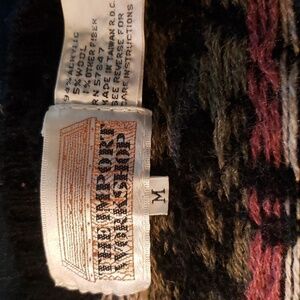 94% ACRYLIC
5% WOOL
1% OTHER FIBER
RN 57847
MADE IN TAIWAN R.O.C.
SEE REVERSE FOR
CARE INSTRUCTIONS
THE IMPORT
WORKSHOP
M